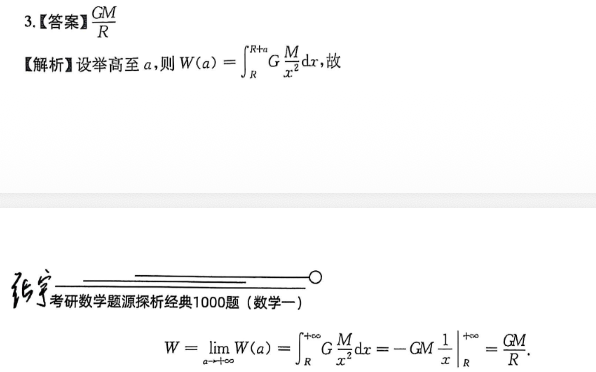 3.【答案】$\frac{GM}{R}$
【解析】设举高至 $a$,则 $W(a)=\int_{R}^{R+a}G\frac{M}{x^{2}}\mathrm{d}x$,故
张宇考研数学题源探析经典1000题（数学一）
$W=\lim_{a\to+\infty}W(a)=\int_{R}^{+\infty}G\frac{M}{x^{2}}\mathrm{d}x=-GM\frac{1}{x}\Big|_{R}^{+\infty}=\frac{GM}{R}.$